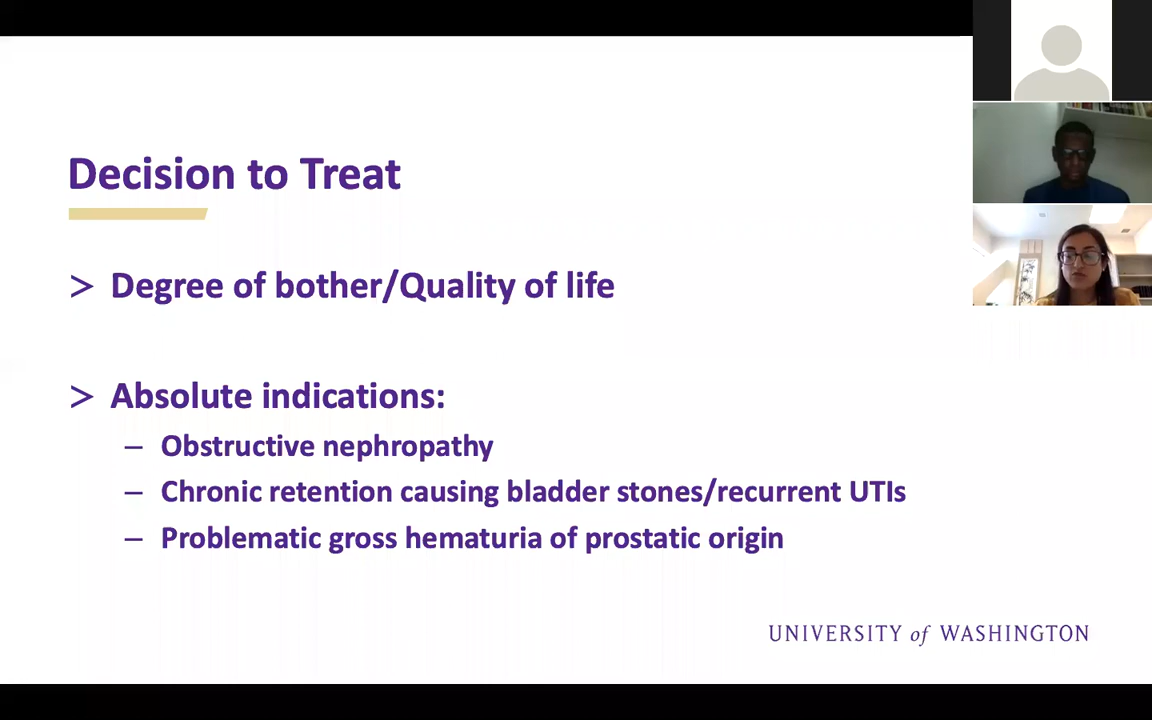 Decision to Treat
> Degree of bother/Quality of life
> Absolute indications:
– Obstructive nephropathy
– Chronic retention causing bladder stones/recurrent UTIs
– Problematic gross hematuria of prostatic origin
UNIVERSITY of WASHINGTON